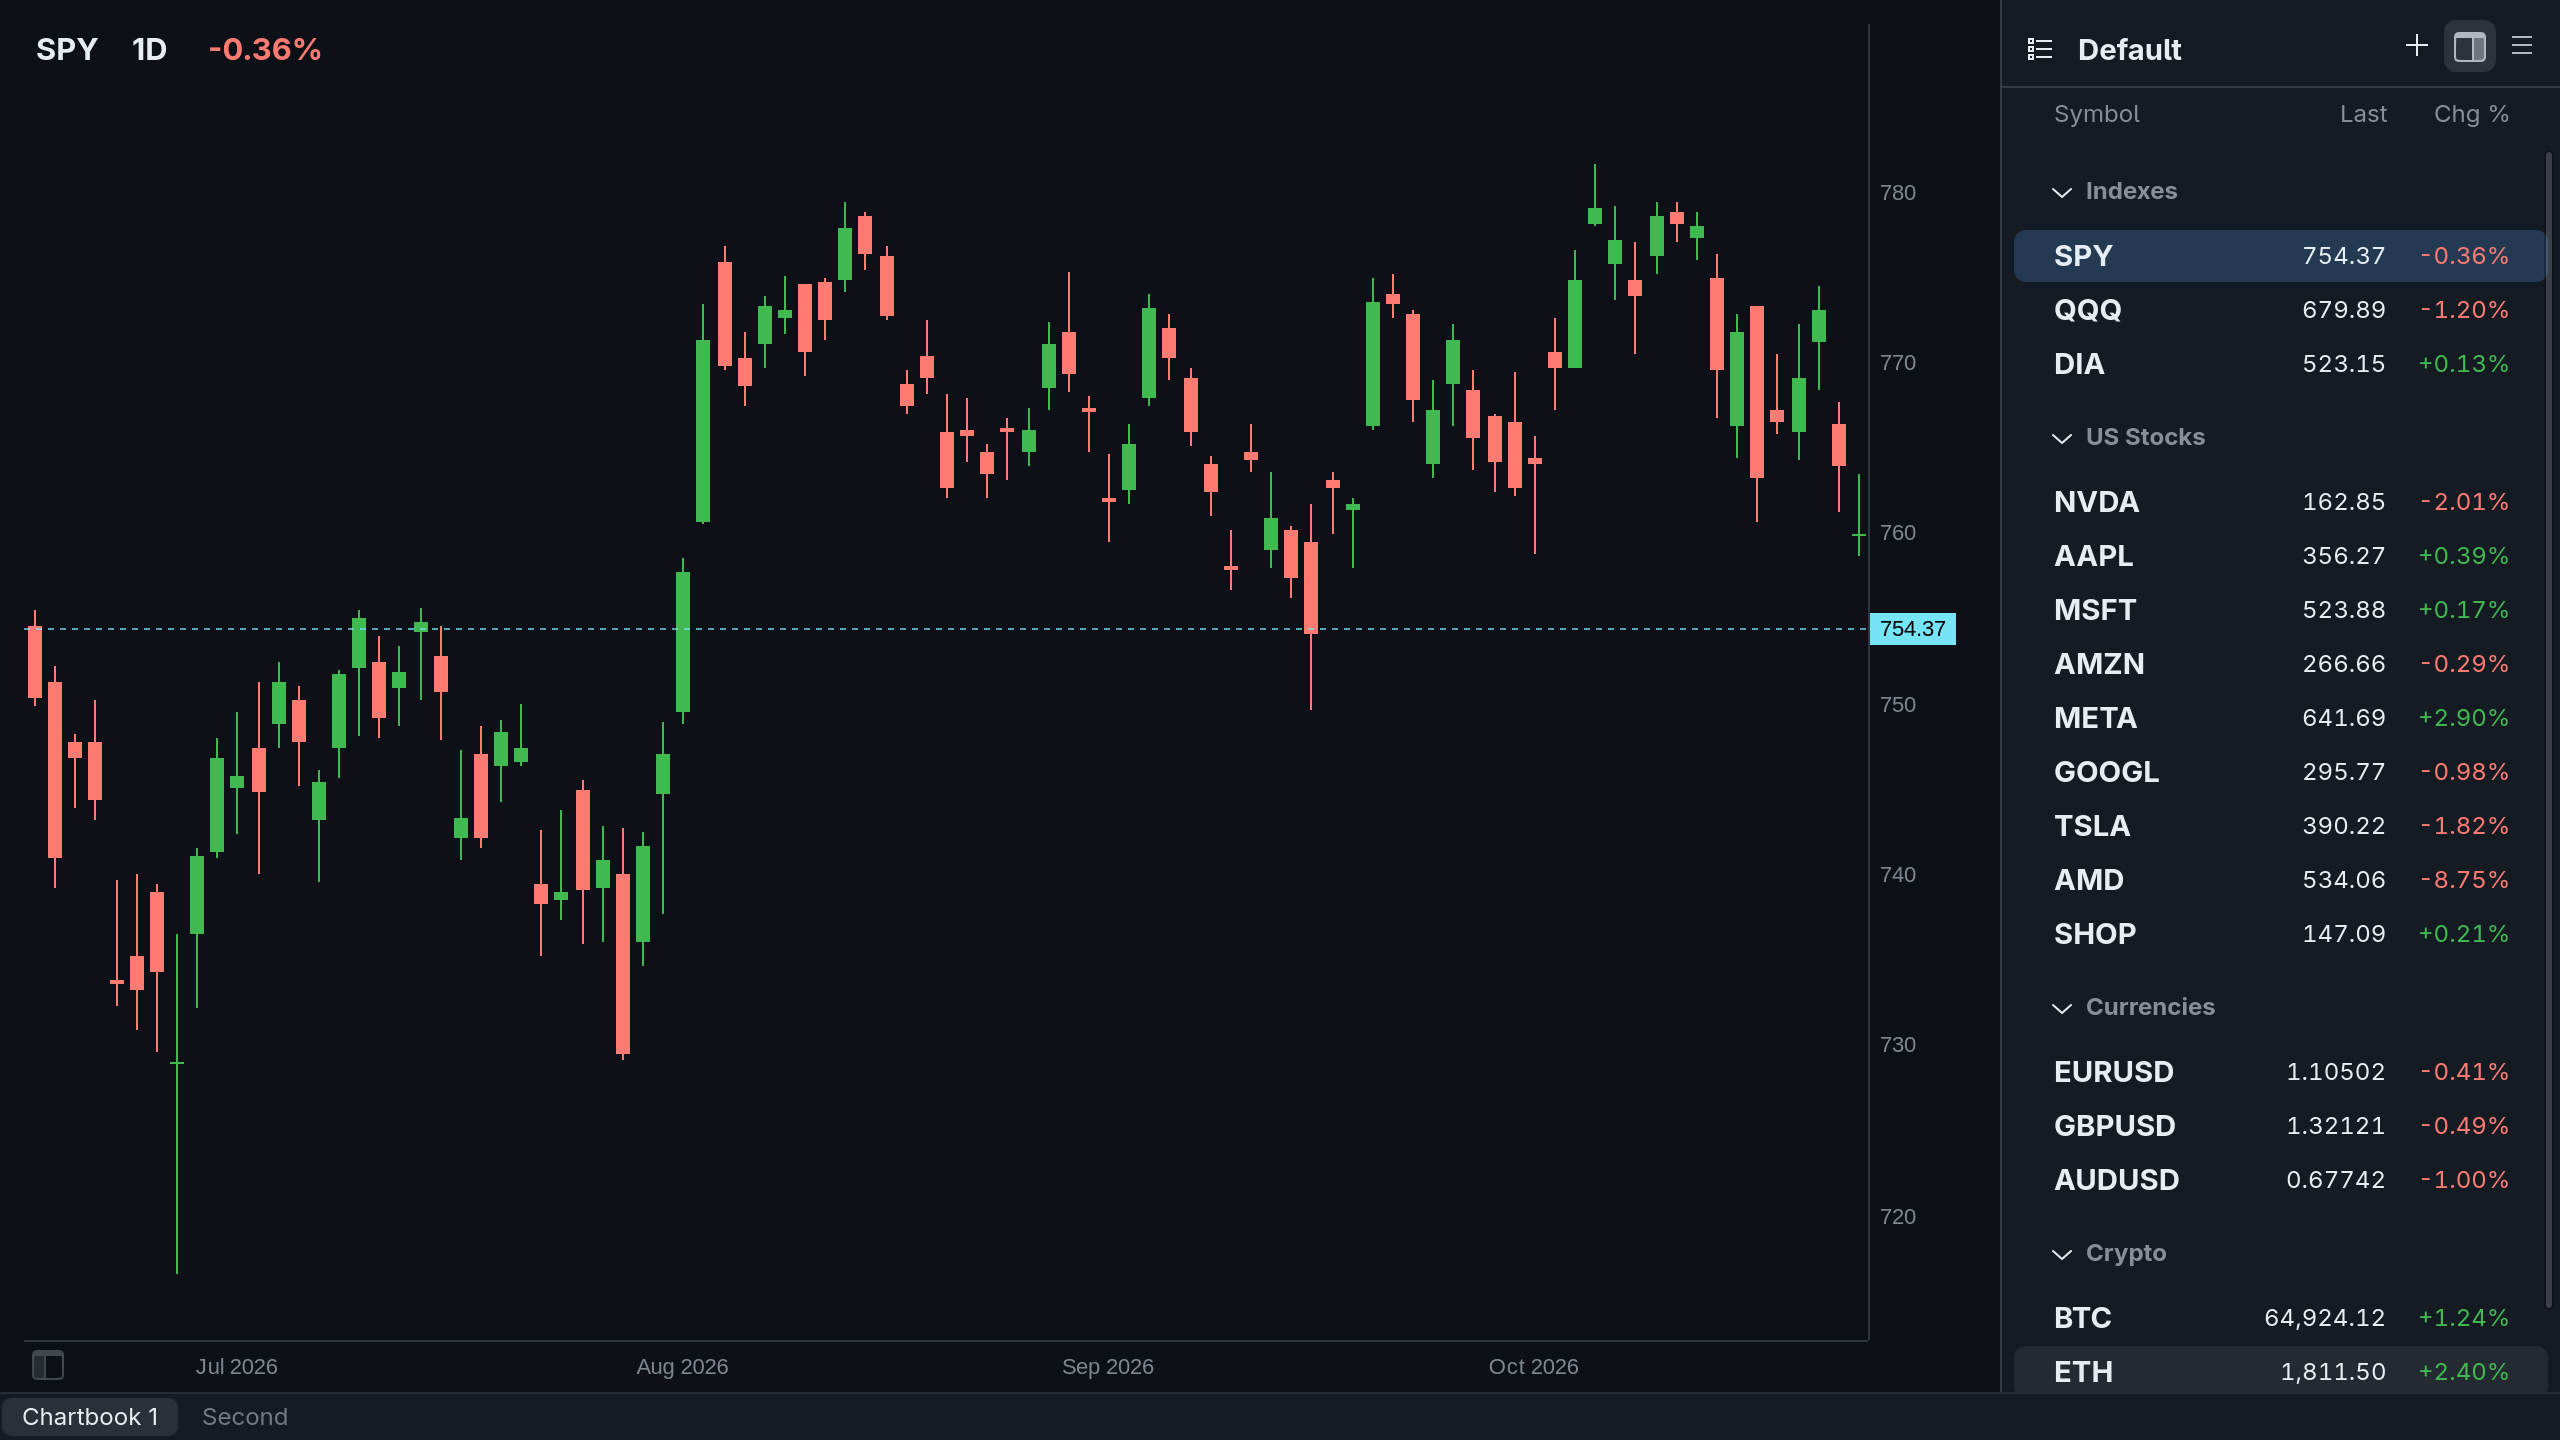 SPY 1D -0.36%
Default
Symbol Last Chg %
Indexes
SPY 754.37 -0.36%
QQQ 679.89 -1.20%
DIA 523.15 +0.13%
US Stocks
NVDA 162.85 -2.01%
AAPL 356.27 +0.39%
MSFT 523.88 +0.17%
AMZN 266.66 -0.29%
META 641.69 +2.90%
GOOGL 295.77 -0.98%
TSLA 390.22 -1.82%
AMD 534.06 -8.75%
SHOP 147.09 +0.21%
Currencies
EURUSD 1.10502 -0.41%
GBPUSD 1.32121 -0.49%
AUDUSD 0.67742 -1.00%
Crypto
BTC 64,924.12 +1.24%
ETH 1,811.50 +2.40%
780
770
760
754.37
750
740
730
720
Jul 2026 Aug 2026 Sep 2026 Oct 2026
Chartbook 1 Second